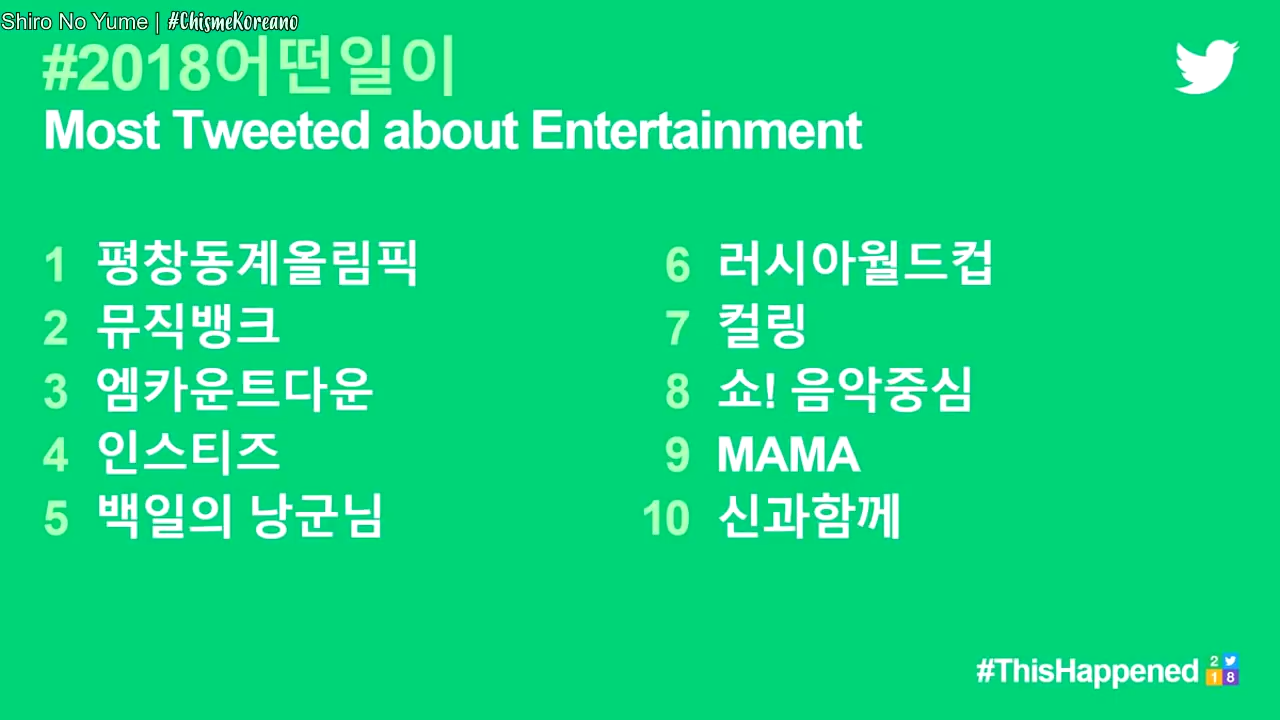 Shiro No Yume | #ChismeKoreano
#2018어떤일이
Most Tweeted about Entertainment
1 평창동계올림픽
2 뮤직뱅크
3 엠카운트다운
4 인스티즈
5 백일의 낭군님
6 러시아월드컵
7 컬링
8 쇼! 음악중심
9 MAMA
10 신과함께
#ThisHappened
2
1 8